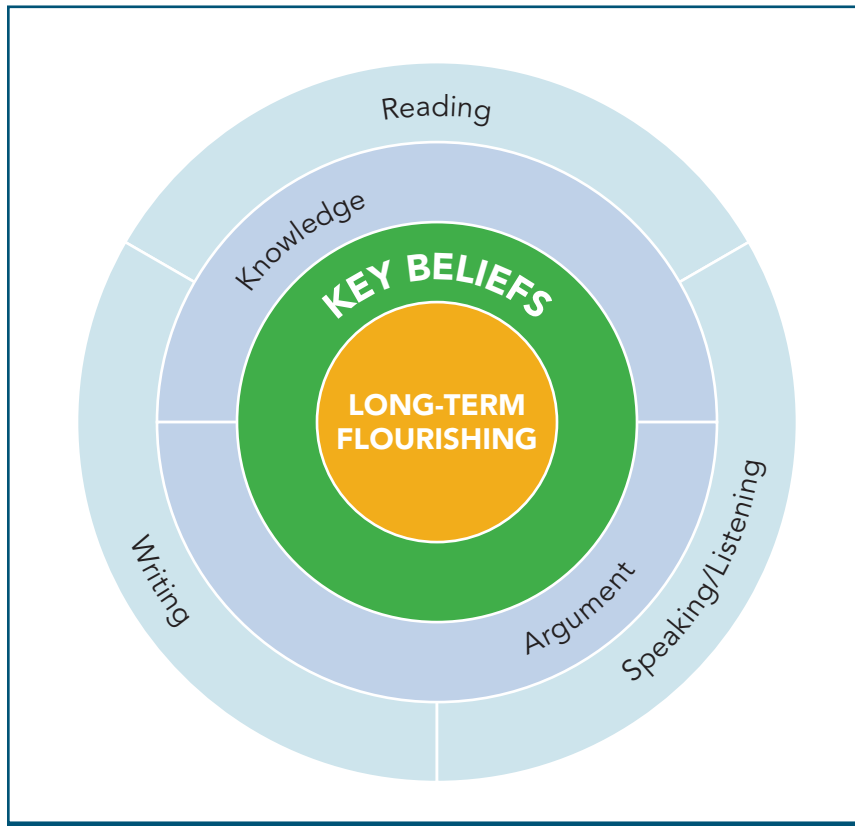 Reading
Knowledge
KEY BELIEFS
LONG-TERM
FLOURISHING
Writing
Argument
Speaking/Listening